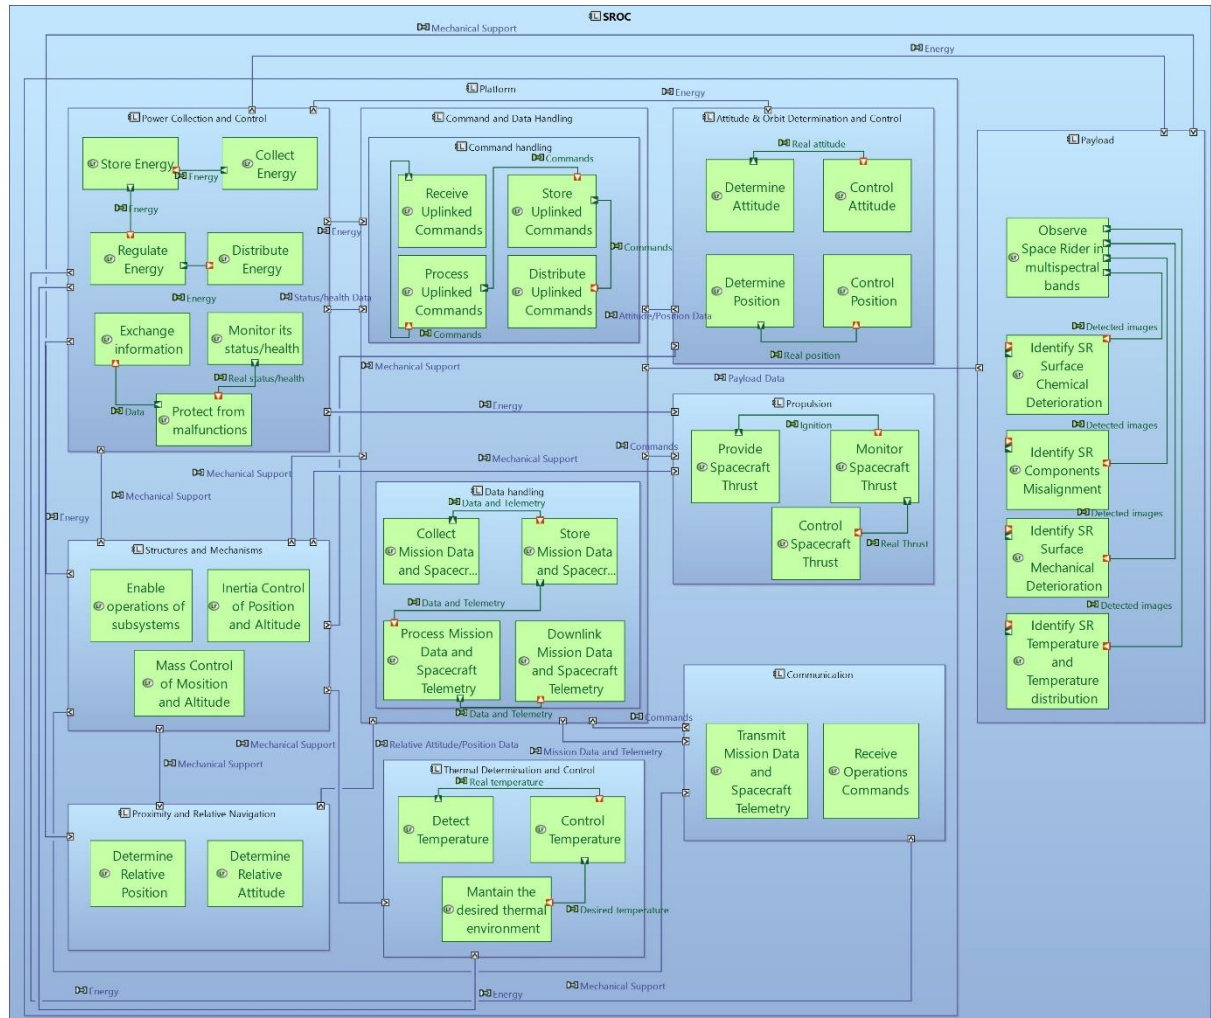 SROC
Mechanical Support
Energy
Platform
Energy
Power Collection and Control
Store Energy
Collect
Energy
Energy
Energy
Regulate
Energy
Distribute
Energy
Energy
Exchange
information
Monitor its
status/health
Real status/health
Data
Protect from
malfunctions
Energy
Status/health Data
Command and Data Handling
Command handling
Commands
Receive
Uplinked
Commands
Store
Uplinked
Commands
Commands
Process
Uplinked
Commands
Distribute
Uplinked
Commands
Commands
Attitude/Position Data
Mechanical Support
Attitude & Orbit Determination and Control
Real attitude
Determine
Attitude
Control
Attitude
Determine
Position
Control
Position
Real position
Payload Data
Payload
Observe
Space Rider in
multispectral
bands
Detected images
Identify SR
Surface
Chemical
Deterioration
Detected images
Identify SR
Components
Misalignment
Detected images
Identify SR
Surface
Mechanical
Deterioration
Detected images
Identify SR
Temperature
and
Temperature
distribution
Energy
Propulsion
Ignition
Provide
Spacecraft
Thrust
Monitor
Spacecraft
Thrust
Control
Spacecraft
Thrust
Real Thrust
Commands
Mechanical Support
Mechanical Support
Mechanical Support
Energy
Data handling
Data and Telemetry
Collect
Mission Data
and Spacecr...
Store
Mission Data
and Spacecr...
Data and Telemetry
Process Mission
Data and
Spacecraft
Telemetry
Downlink
Mission Data
and Spacecraft
Telemetry
Data and Telemetry
Structures and Mechanisms
Enable
operations of
subsystems
Inertia Control
of Position
and Altitude
Mass Control
of Mosition
and Altitude
Communication
Commands
Transmit
Mission Data
and
Spacecraft
Telemetry
Receive
Operations
Commands
Mechanical Support
Relative Attitude/Position Data
Mission Data and Telemetry
Mechanical Support
Thermal Determination and Control
Real temperature
Detect
Temperature
Control
Temperature
Mantain the
desired thermal
environment
Desired temperature
Proximity and Relative Navigation
Determine
Relative
Position
Determine
Relative
Attitude
Mechanical Support
Energy
Energy